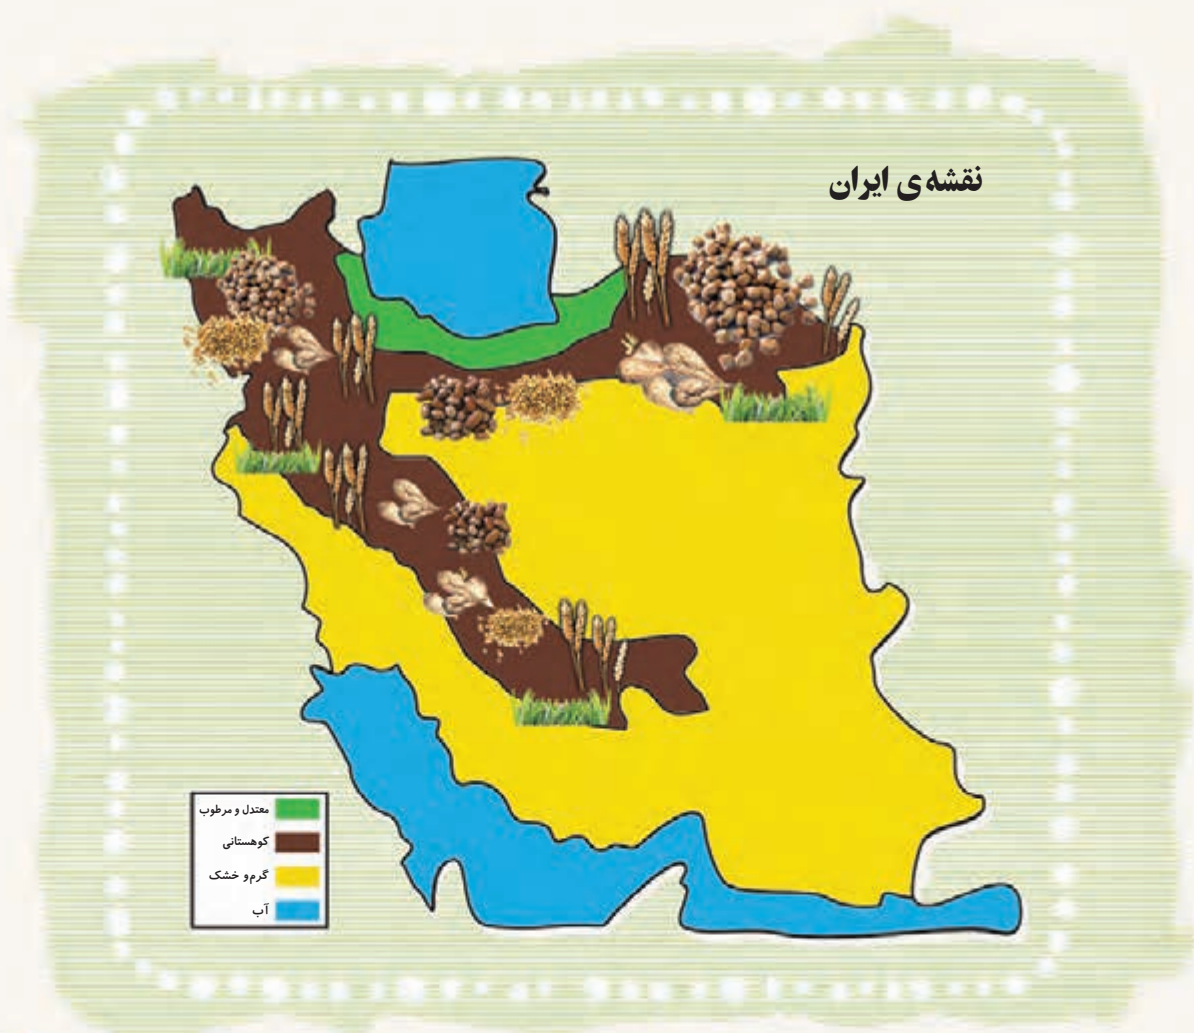 نقشه‌ی ایران
معتدل و مرطوب
کوهستانی
گرم و خشک
آب